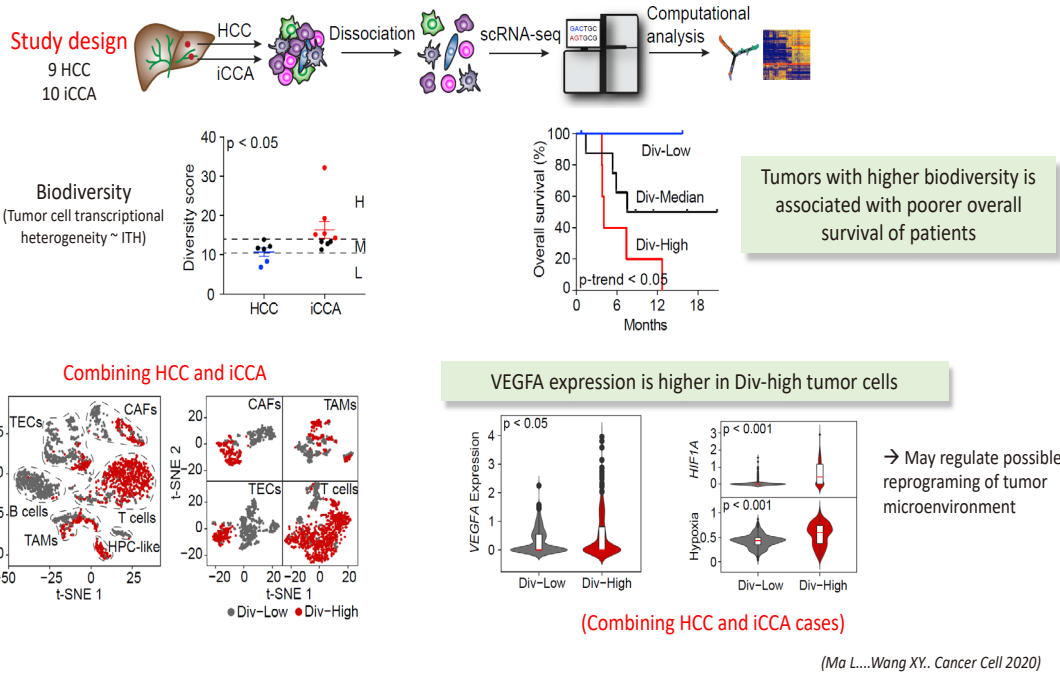 Study design
9 HCC
10 iCCA
HCC
iCCA
Dissociation
scRNA-seq
GACTGC
AGTGCG
Computational
analysis
Biodiversity
(Tumor cell transcriptional
heterogeneity ~ ITH)
Diversity score
40
30
20
10
0
p < 0.05
H
M
L
HCC
iCCA
Overall survival (%)
100
80
60
40
20
0
Div-Low
Div-Median
Div-High
p-trend < 0.05
0
6
12
18
Months
Tumors with higher biodiversity is
associated with poorer overall
survival of patients
Combining HCC and iCCA
TECs
CAFs
B cells
T cells
TAMs
HPC-like
−50
−25
0
25
t-SNE 1
t-SNE 2
CAFs
TAMs
TECs
T cells
20
0
−20
20
0
−20
−20
0
20
−20
0
20
t-SNE 1
Div−Low
Div−High
VEGFA expression is higher in Div-high tumor cells
p < 0.05
VEGFA Expression
4
3
2
1
0
Div−Low
Div−High
p < 0.001
HIF1A
3
2
1
0
p < 0.001
Hypoxia
1.0
0.5
0
Div−Low
Div−High
→ May regulate possible
reprograming of tumor
microenvironment
(Combining HCC and iCCA cases)
(Ma L....Wang XY.. Cancer Cell 2020)